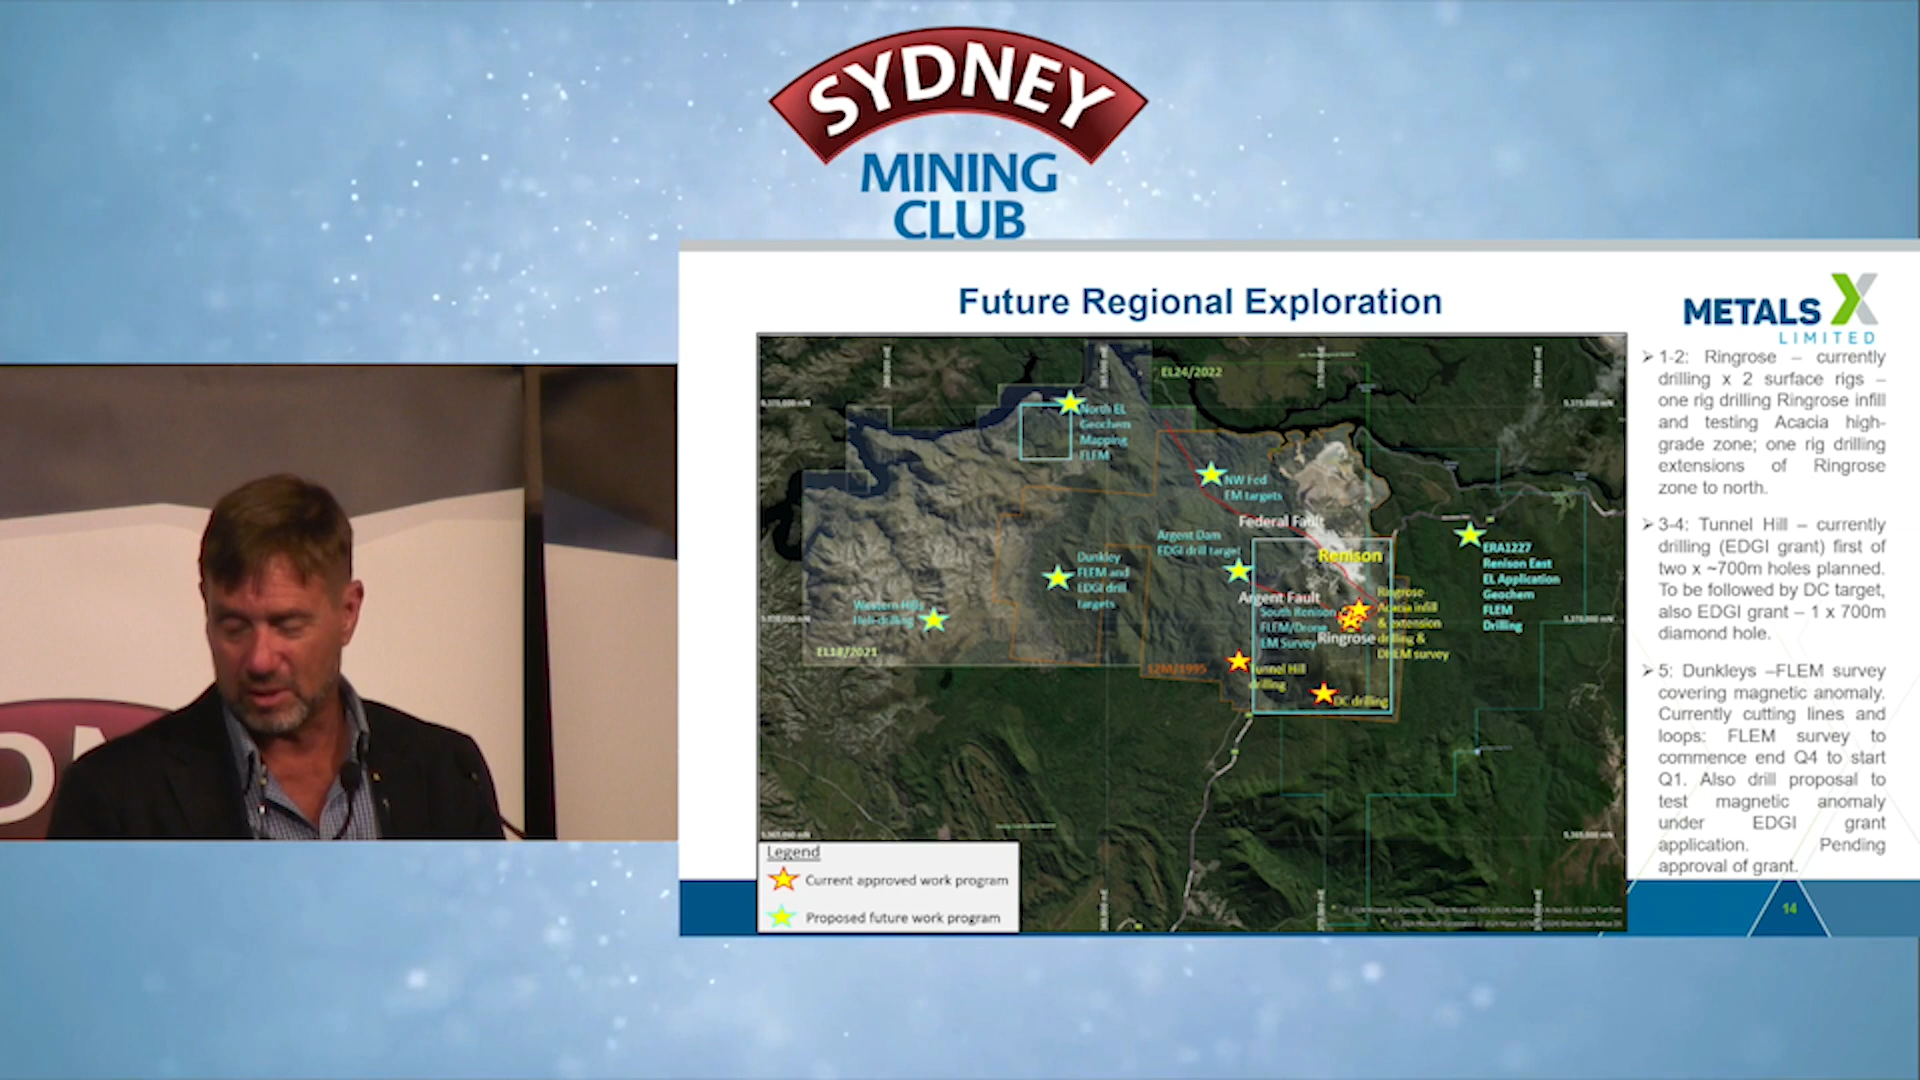 SYDNEY
MINING
CLUB
Future Regional Exploration
METALS X
LIMITED
EL24/2022
North EL
Geochem
Mapping
FLEM
NW Fed
EM targets
Federal Fault
Argent Dam
EDGI drill target
Renison
Dunkley
FLEM and
EDGI drill
targets
ERA1227
Renison East
EL Application
Geochem
FLEM
Drilling
Argent Fault
Western Hills
Heli-drilling
South Renison
FLEM/Drone
EM Survey
Ringrose
Ringrose
Acacia infill
& extension
drilling &
DHEM survey
EL18/2021
12M/1995
Tunnel Hill
drilling
DC drilling
Legend
Current approved work program
Proposed future work program
➢ 1-2: Ringrose – currently
drilling x 2 surface rigs –
one rig drilling Ringrose infill
and testing Acacia high-
grade zone; one rig drilling
extensions of Ringrose
zone to north.
➢ 3-4: Tunnel Hill – currently
drilling (EDGI grant) first of
two x ~700m holes planned.
To be followed by DC target,
also EDGI grant – 1 x 700m
diamond hole.
➢ 5: Dunkleys –FLEM survey
covering magnetic anomaly.
Currently cutting lines and
loops: FLEM survey to
commence end Q4 to start
Q1. Also drill proposal to
test magnetic anomaly
under EDGI grant
application. Pending
approval of grant.
14